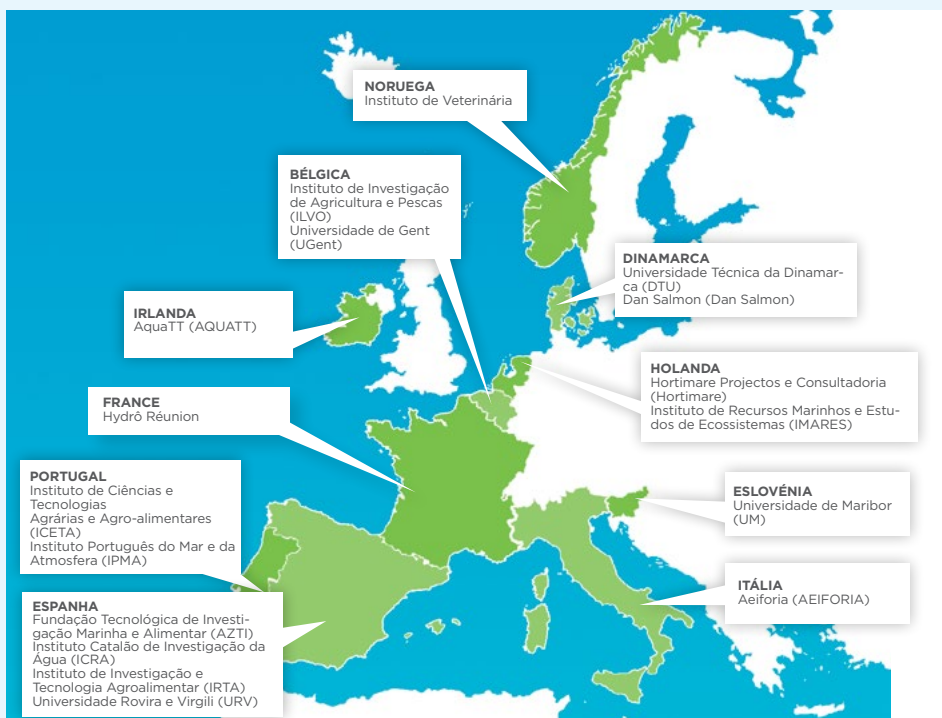 NORUEGA
Instituto de Veterinária
BÉLGICA
Instituto de Investigação
de Agricultura e Pescas
(ILVO)
Universidade de Gent
(UGent)
DINAMARCA
Universidade Técnica da Dinamar-
ca (DTU)
Dan Salmon (Dan Salmon)
IRLANDA
AquaTT (AQUATT)
HOLANDA
Hortimare Projectos e Consultadoria
(Hortimare)
Instituto de Recursos Marinhos e Estu-
dos de Ecossistemas (IMARES)
FRANCE
Hydrô Réunion
PORTUGAL
Instituto de Ciências e
Tecnologias
Agrárias e Agro-alimentares
(ICETA)
Instituto Português do Mar e da
Atmosfera (IPMA)
ESLOVÉNIA
Universidade de Maribor
(UM)
ITÁLIA
Aeiforia (AEIFORIA)
ESPANHA
Fundação Tecnológica de Investi-
gação Marinha e Alimentar (AZTI)
Instituto Catalão de Investigação da
Água (ICRA)
Instituto de Investigação e
Tecnologia Agroalimentar (IRTA)
Universidade Rovira e Virgili (URV)